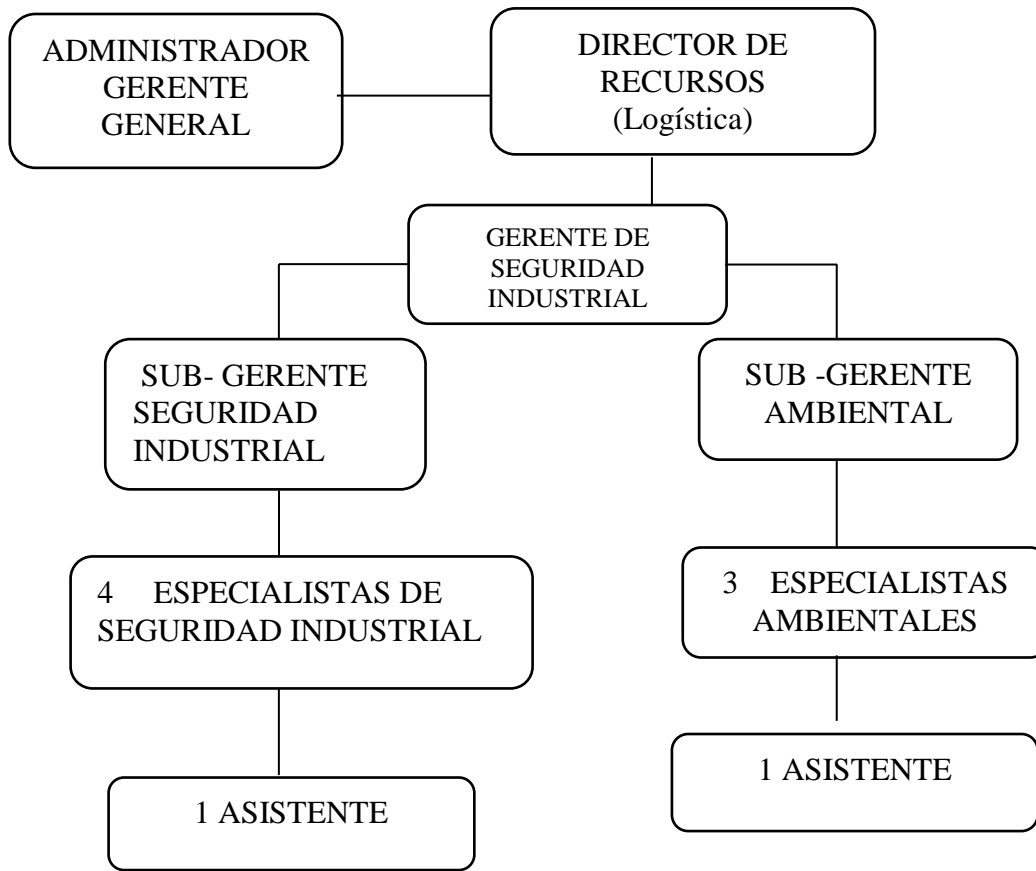 ADMINISTRADOR
GERENTE
GENERAL
DIRECTOR DE
RECURSOS
(Logística)
GERENTE DE
SEGURIDAD
INDUSTRIAL
SUB- GERENTE
SEGURIDAD
INDUSTRIAL
SUB -GERENTE
AMBIENTAL
4 ESPECIALISTAS DE
SEGURIDAD INDUSTRIAL
3 ESPECIALISTAS
AMBIENTALES
1 ASISTENTE
1 ASISTENTE